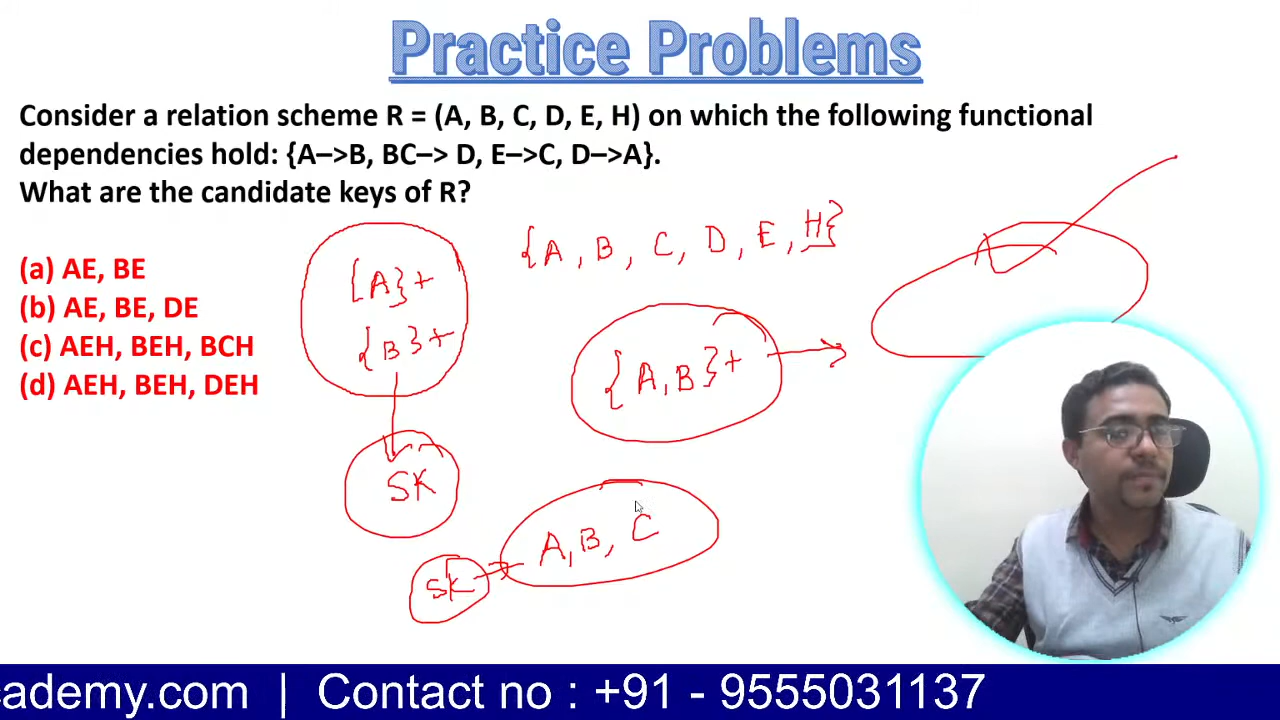 Practice Problems
Consider a relation scheme R = (A, B, C, D, E, H) on which the following functional
dependencies hold: {A–>B, BC–> D, E–>C, D–>A}.
What are the candidate keys of R?
{A, B, C, D, E, H}
(a) AE, BE
(b) AE, BE, DE
(c) AEH, BEH, BCH
(d) AEH, BEH, DEH
{A}+
{B}+
{A,B}+
SK
A, B, C
SK
cademy.com | Contact no : +91 - 9555031137